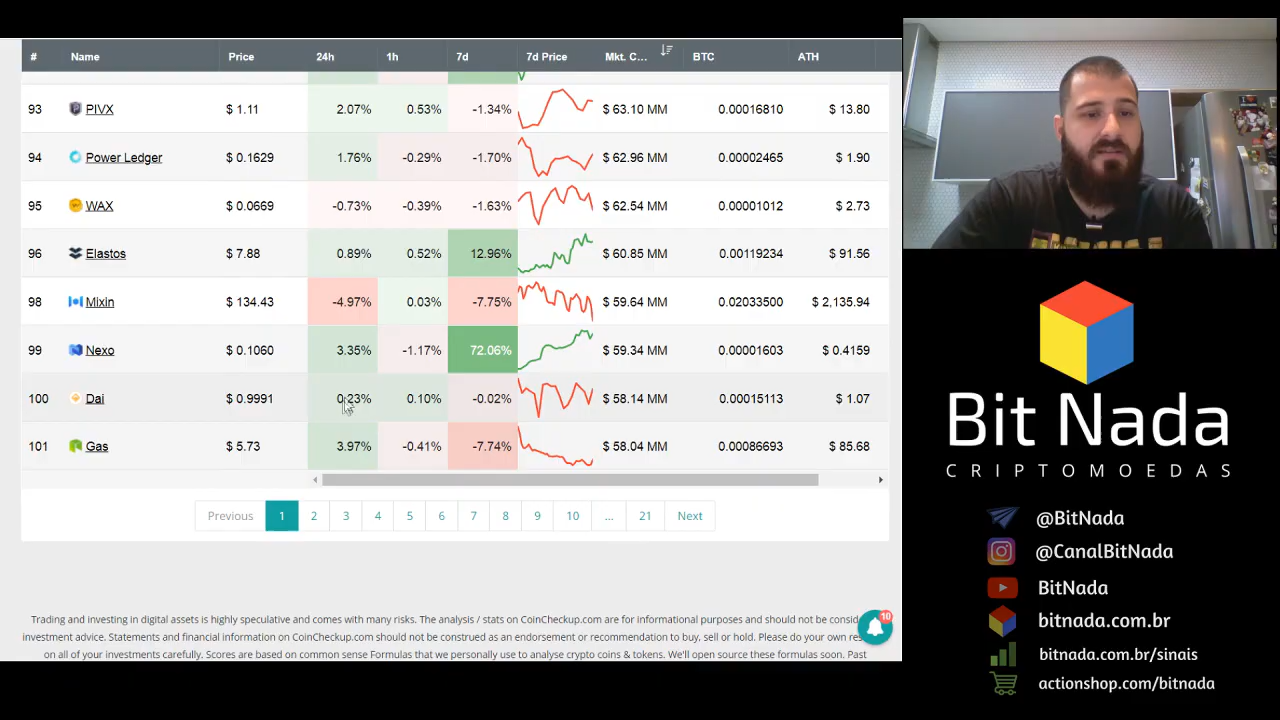 # Name Price 24h 1h 7d 7d Price Mkt. C... BTC ATH
93 PIVX $ 1.11 2.07% 0.53% -1.34% $ 63.10 MM 0.00016810 $ 13.80
94 Power Ledger $ 0.1629 1.76% -0.29% -1.70% $ 62.96 MM 0.00002465 $ 1.90
95 WAX $ 0.0669 -0.73% -0.39% -1.63% $ 62.54 MM 0.00001012 $ 2.73
96 Elastos $ 7.88 0.89% 0.52% 12.96% $ 60.85 MM 0.00119234 $ 91.56
98 Mixin $ 134.43 -4.97% 0.03% -7.75% $ 59.64 MM 0.02033500 $ 2,135.94
99 Nexo $ 0.1060 3.35% -1.17% 72.06% $ 59.34 MM 0.00001603 $ 0.4159
100 Dai $ 0.9991 0.23% 0.10% -0.02% $ 58.14 MM 0.00015113 $ 1.07
101 Gas $ 5.73 3.97% -0.41% -7.74% $ 58.04 MM 0.00086693 $ 85.68
Previous 1 2 3 4 5 6 7 8 9 10 ... 21 Next
Trading and investing in digital assets is highly speculative and comes with many risks. The analysis / stats on CoinCheckup.com are for informational purposes and should not be consid
investment advice. Statements and financial information on CoinCheckup.com should not be construed as an endorsement or recommendation to buy, sell or hold. Please do your own res
on all of your investments carefully. Scores are based on common sense Formulas that we personally use to analyse crypto coins & tokens. We'll open source these formulas soon. Past
10
Bit Nada
CRIPTOMOEDAS
@BitNada
@CanalBitNada
BitNada
bitnada.com.br
bitnada.com.br/sinais
actionshop.com/bitnada